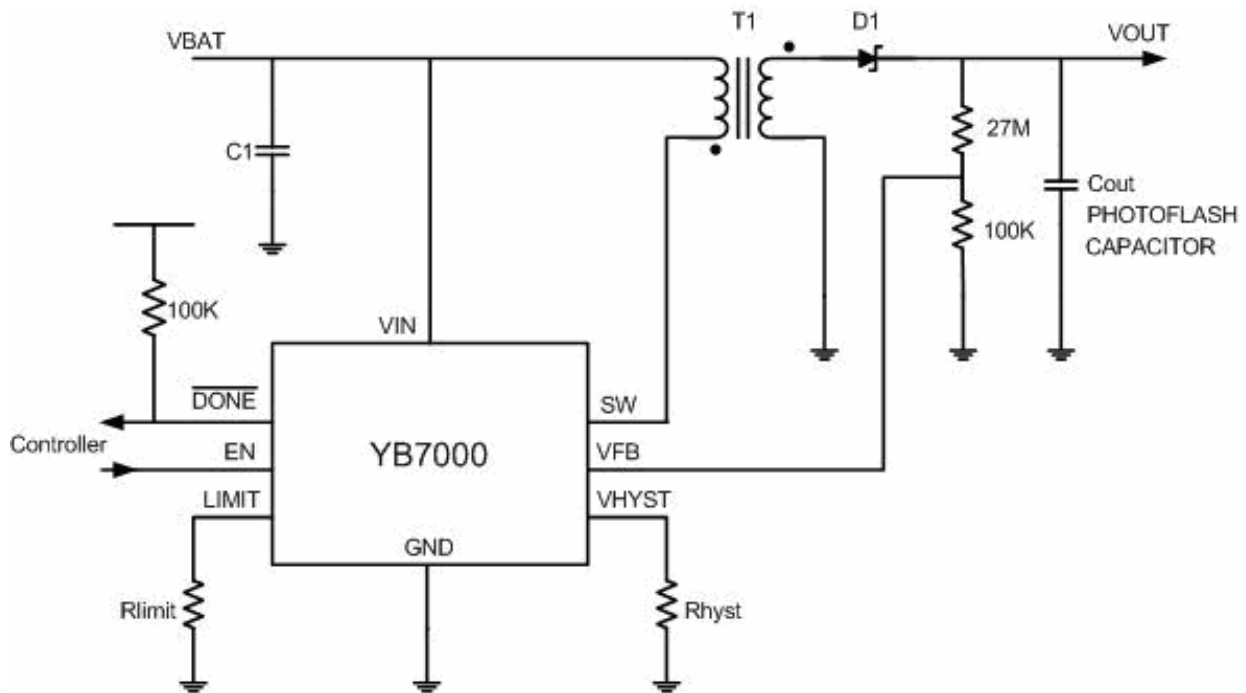 T1
D1
VBAT
VOUT
C1
27M
100K
Cout
PHOTOFLASH
CAPACITOR
100K
VIN
DONE
SW
Controller
EN
YB7000
VFB
LIMIT
VHYST
GND
Rlimit
Rhyst